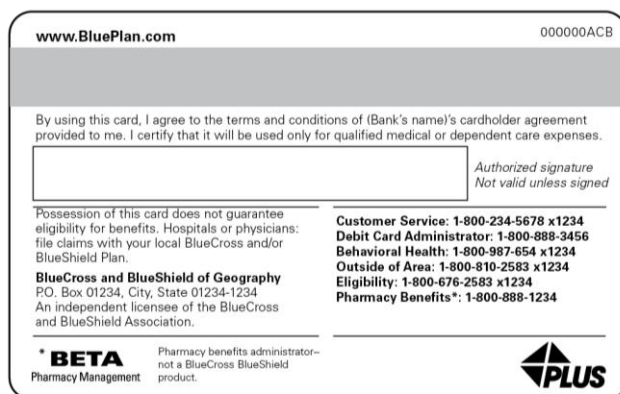 www.BluePlan.com
000000ACB
By using this card, I agree to the terms and conditions of (Bank's name)'s cardholder agreement
provided to me. I certify that it will be used only for qualified medical or dependent care expenses.
Authorized signature
Not valid unless signed
Possession of this card does not guarantee
eligibility for benefits. Hospitals or physicians:
file claims with your local BlueCross and/or
BlueShield Plan.
BlueCross and BlueShield of Geography
P.O. Box 01234, City, State 01234-1234
An independent licensee of the BlueCross
and BlueShield Association.
Customer Service: 1-800-234-5678 x1234
Debit Card Administrator: 1-800-888-3456
Behavioral Health: 1-800-987-654 x1234
Outside of Area: 1-800-810-2583 x1234
Eligibility: 1-800-676-2583 x1234
Pharmacy Benefits*: 1-800-888-1234
* BETA
Pharmacy Management
Pharmacy benefits administrator–
not a BlueCross BlueShield
product.
PLUS